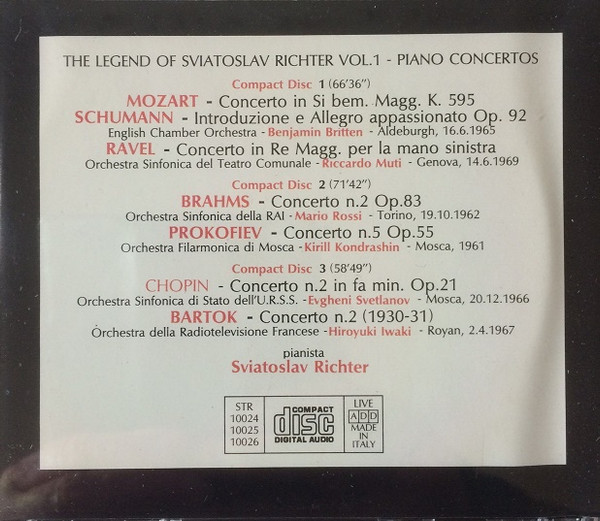 THE LEGEND OF SVIATOSLAV RICHTER VOL.1 - PIANO CONCERTOS
Compact Disc 1 (66'36")
MOZART - Concerto in Si bem. Magg. K. 595
SCHUMANN - Introduzione e Allegro appassionato Op. 92
English Chamber Orchestra - Benjamin Britten - Aldeburgh, 16.6.1965
RAVEL - Concerto in Re Magg. per la mano sinistra
Orchestra Sinfonica del Teatro Comunale - Riccardo Muti - Genova, 14.6.1969
Compact Disc 2 (71'42")
BRAHMS - Concerto n.2 Op.83
Orchestra Sinfonica della RAI - Mario Rossi - Torino, 19.10.1962
PROKOFIEV - Concerto n.5 Op.55
Orchestra Filarmonica di Mosca - Kirill Kondrashin - Mosca, 1961
Compact Disc 3 (58'49")
CHOPIN - Concerto n.2 in fa min. Op.21
Orchestra Sinfonica di Stato dell'U.R.S.S. - Evgheni Svetlanov - Mosca, 20.12.1966
BARTOK - Concerto n.2 (1930-31)
Orchestra della Radiotelevisione Francese - Hiroyuki Iwaki - Royan, 2.4.1967
pianista
Sviatoslav Richter
STR
10024
10025
10026
COMPACT
disc
DIGITAL AUDIO
LIVE
ADD
MADE
IN
ITALY